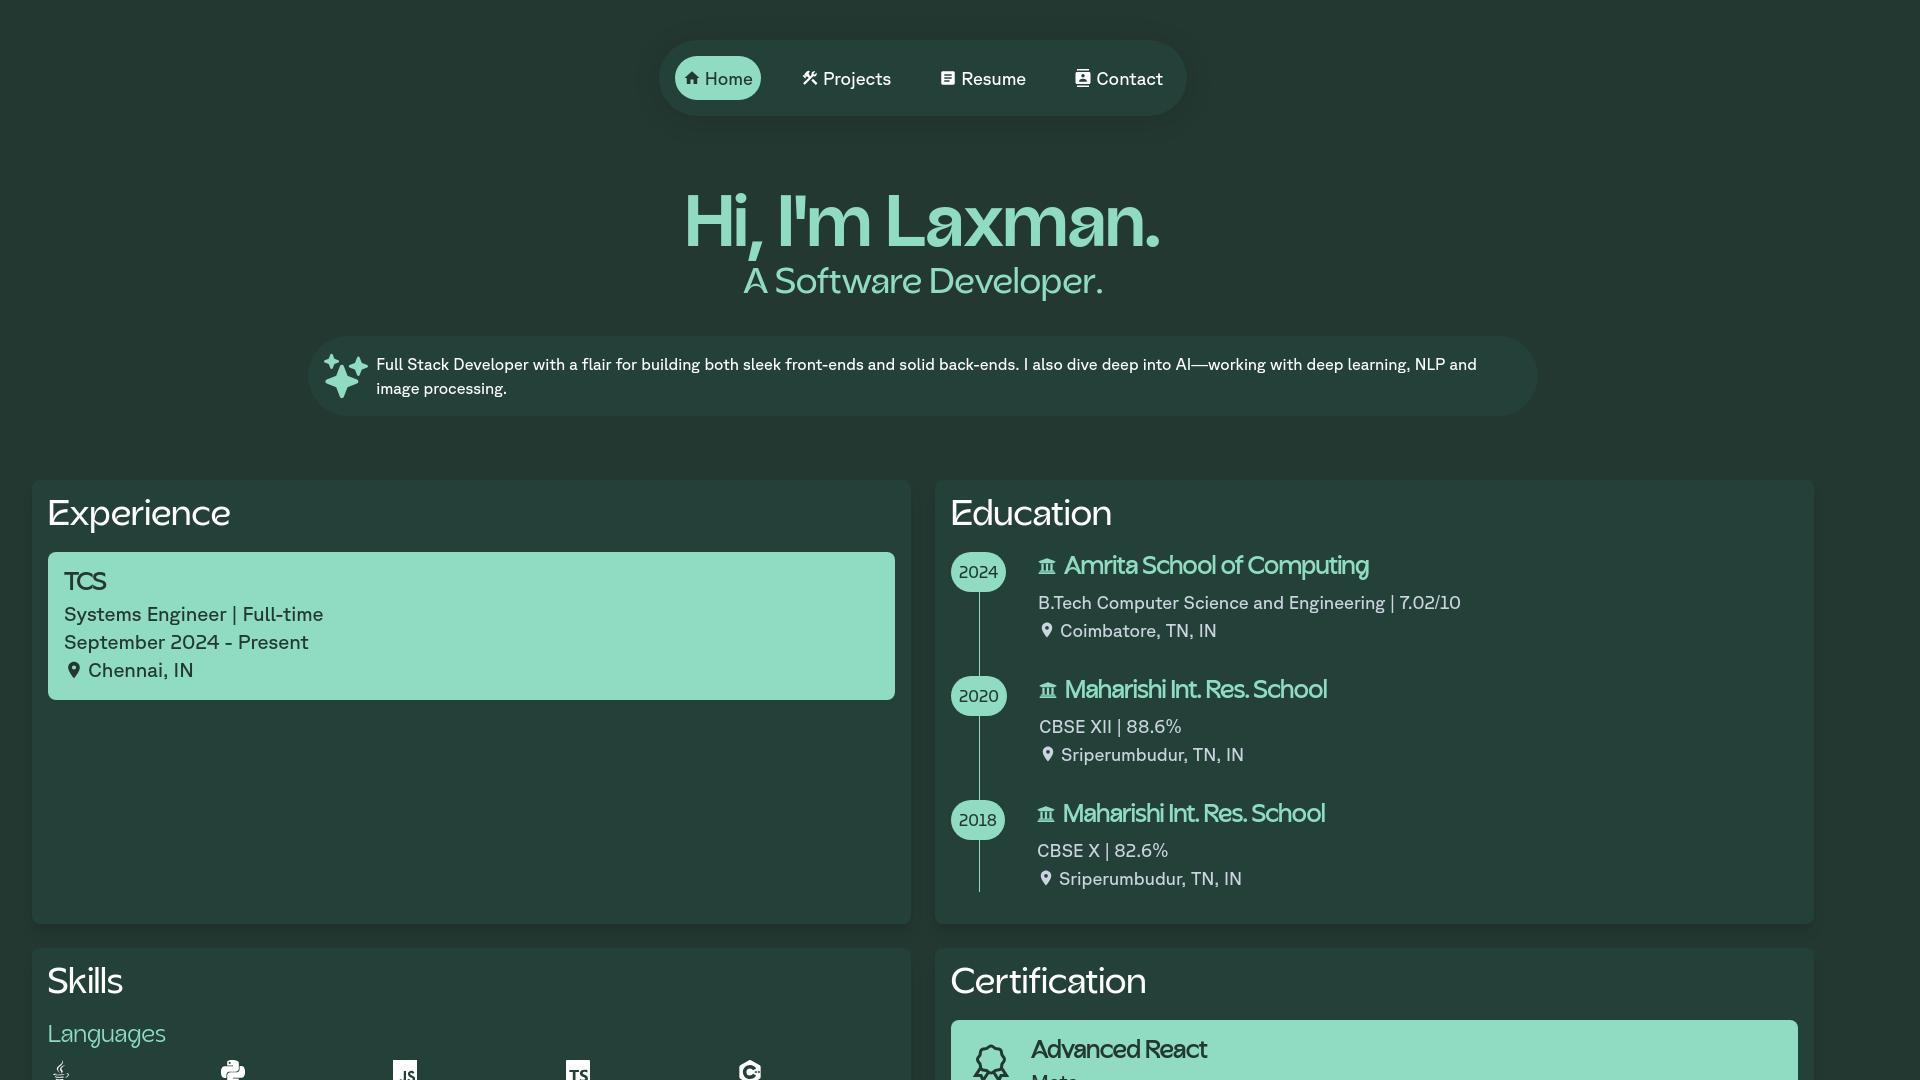 Home
Projects
Resume
Contact
Hi, I'm Laxman.
A Software Developer.
Full Stack Developer with a flair for building both sleek front-ends and solid back-ends. I also dive deep into AI—working with deep learning, NLP and
image processing.
Experience
TCS
Systems Engineer | Full-time
September 2024 - Present
Chennai, IN
Education
2024
Amrita School of Computing
B.Tech Computer Science and Engineering | 7.02/10
Coimbatore, TN, IN
2020
Maharishi Int. Res. School
CBSE XII | 88.6%
Sriperumbudur, TN, IN
2018
Maharishi Int. Res. School
CBSE X | 82.6%
Sriperumbudur, TN, IN
Skills
Languages
JS
TS
C
Certification
Advanced React
Meta